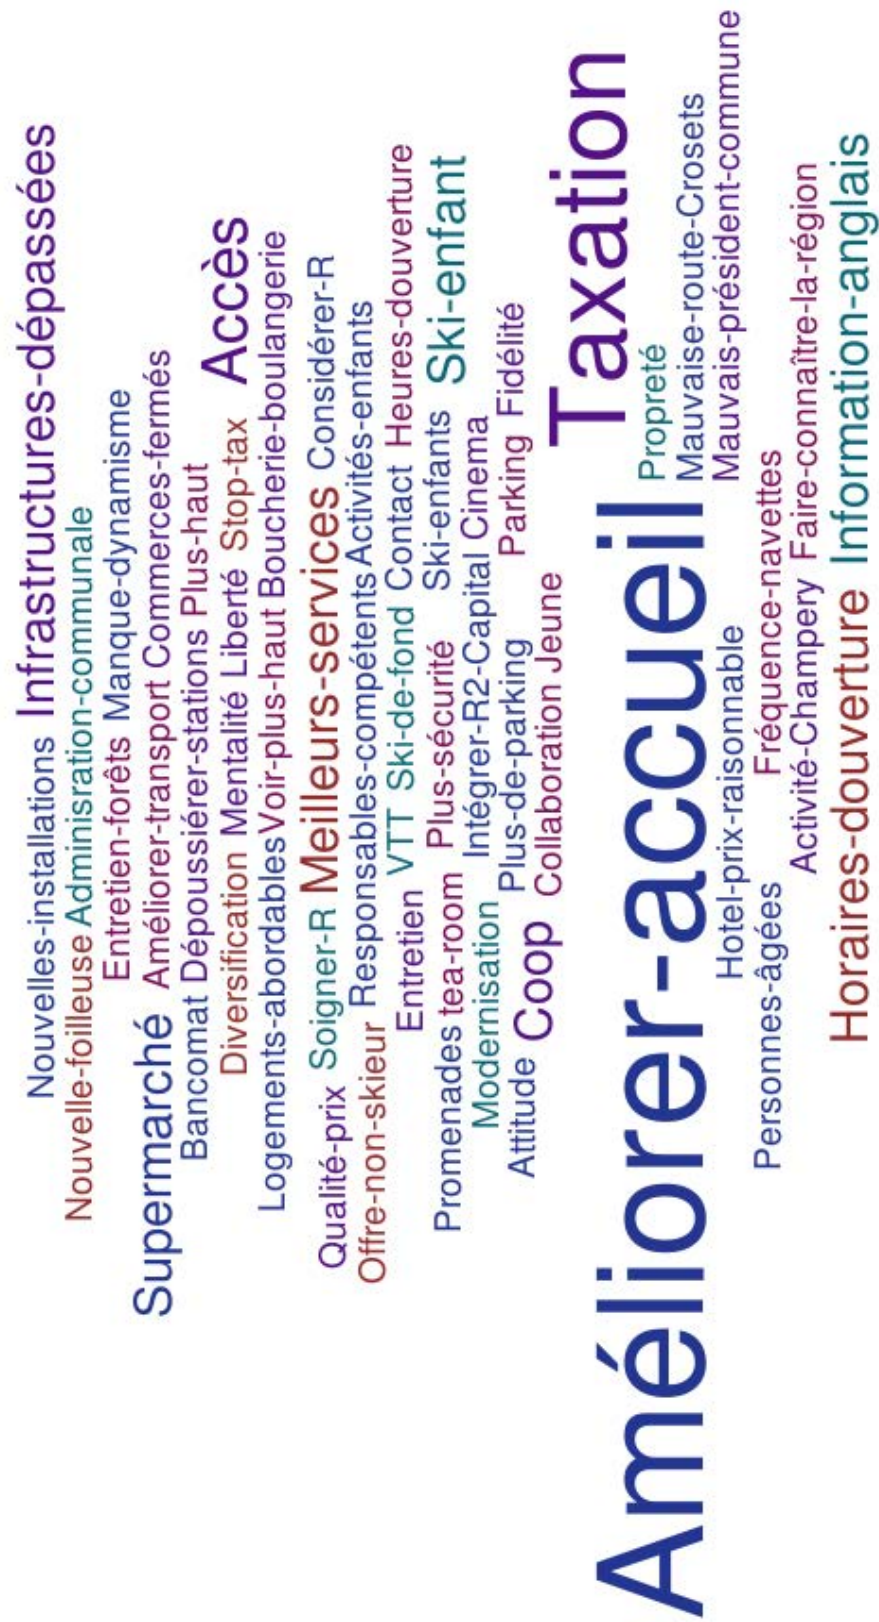 Nouvelles-installations Infrastructures-dépassées
Nouvelle-foilleuse Adminisration-communale
Entretien-forêts Manque-dynamisme
Supermarché Améliorer-transport Commerces-fermés
Bancomat Dépoussiérer-stations Plus-haut
Diversification Mentalité Liberté Stop-tax Accès
Logements-abordables Voir-plus-haut Boucherie-boulangerie
Qualité-prix Soigner-R Meilleurs-services Considérer-R
Offre-non-skieur Responsables-compétents Activités-enfants
Entretien VTT Ski-de-fond Contact Heures-douverture
Promenades tea-room Plus-sécurité Ski-enfants Ski-enfant
Modernisation Intégrer-R2-Capital Cinema
Attitude Coop Plus-de-parking Parking Fidélité
Collaboration Jeune
Améliorer-accueil Taxation
Propreté
Mauvaise-route-Crosets
Hotel-prix-raisonnable Mauvais-président-commune
Personnes-âgées Fréquence-navettes
Activité-Champery Faire-connaître-la-région
Horaires-douverture Information-anglais